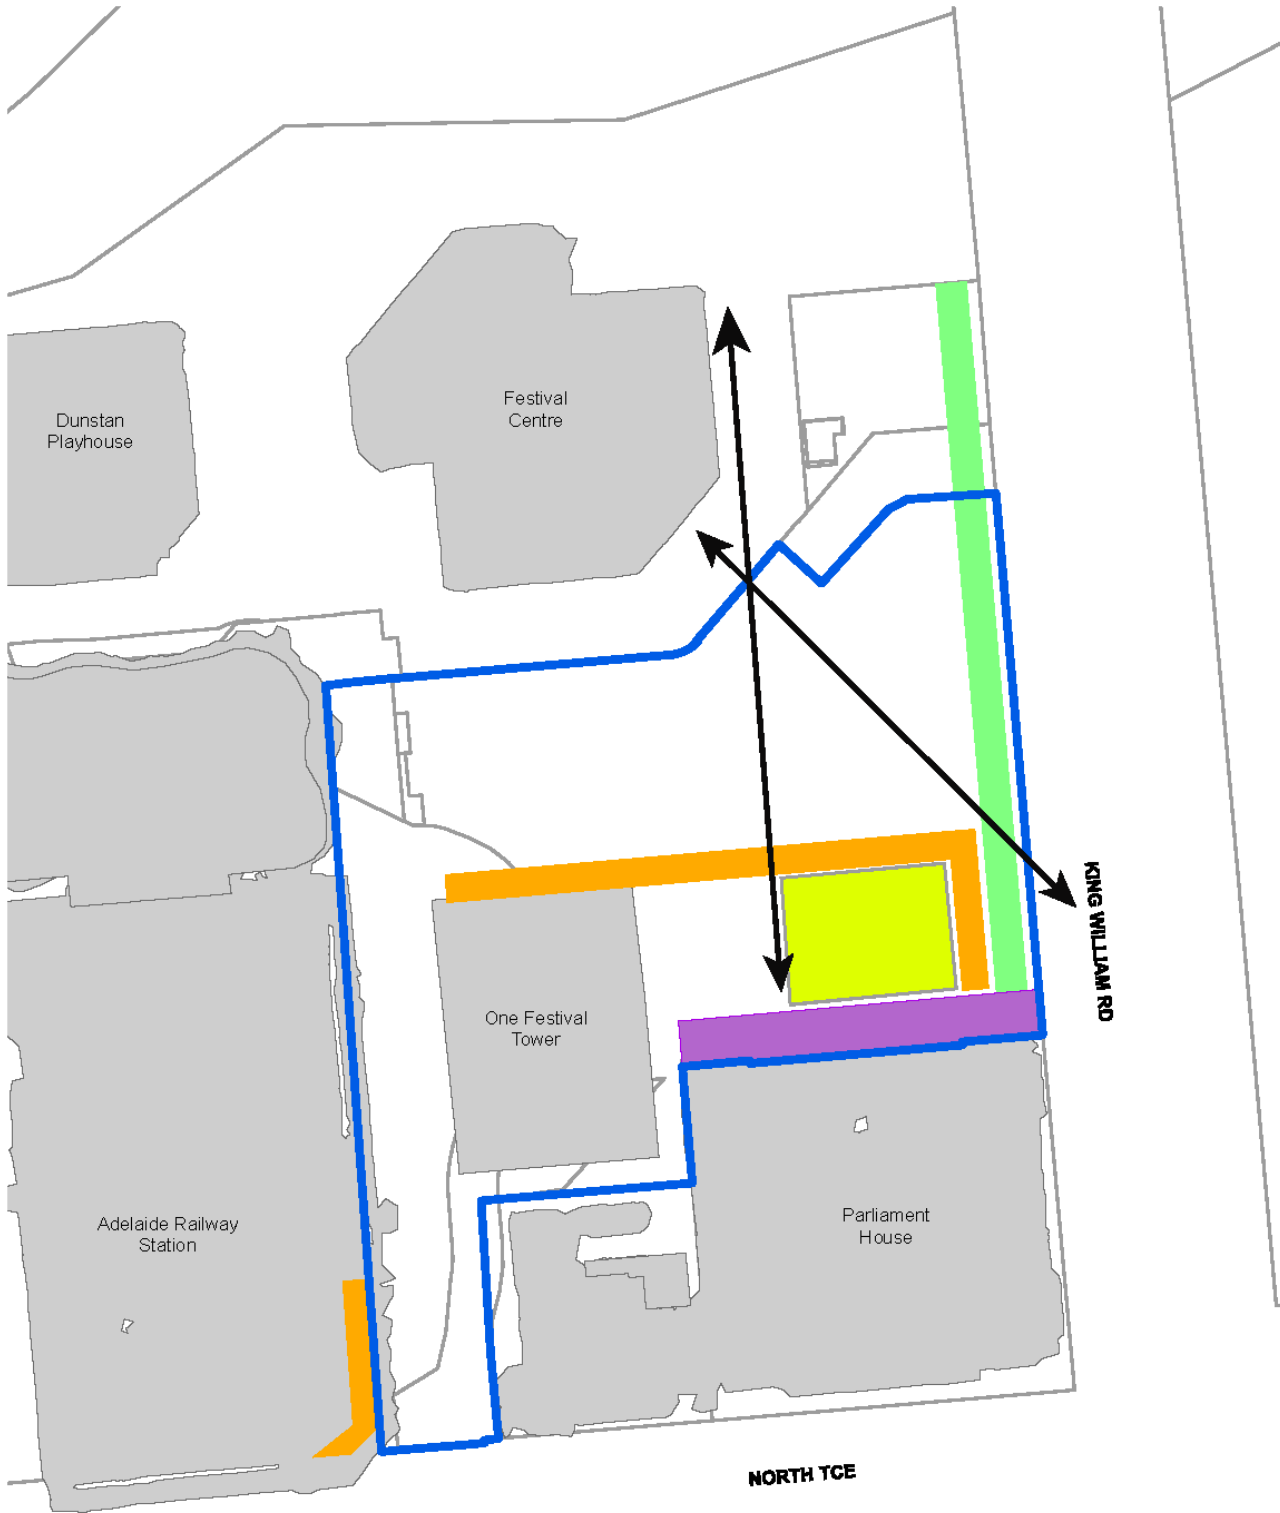 Festival
Centre
Dunstan
Playhouse
KING WILLIAM RD
One Festival
Tower
Adelaide Railway
Station
Parliament
House
NORTH TCE